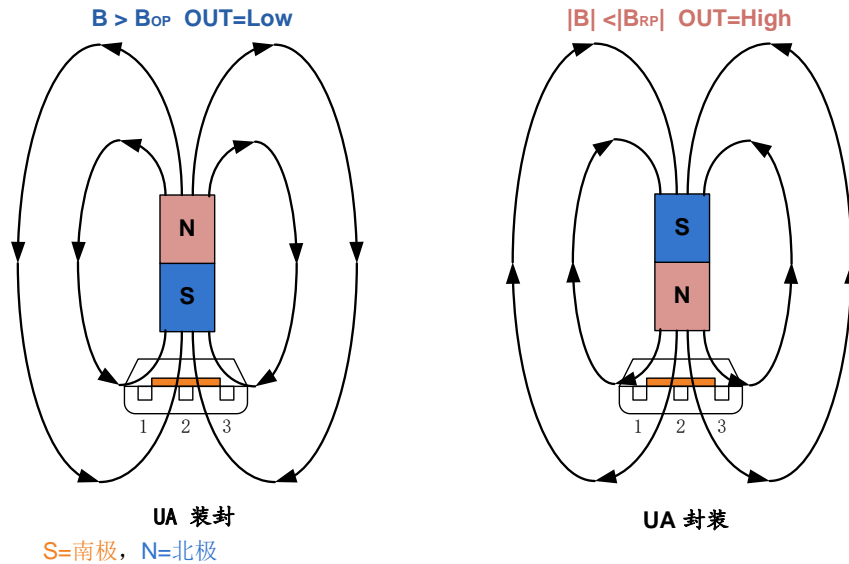 B > BOP OUT=Low
|B| <|BRP| OUT=High
N
S
1 2 3
UA 装封
S
N
1 2 3
UA 封装
S=南极，N=北极